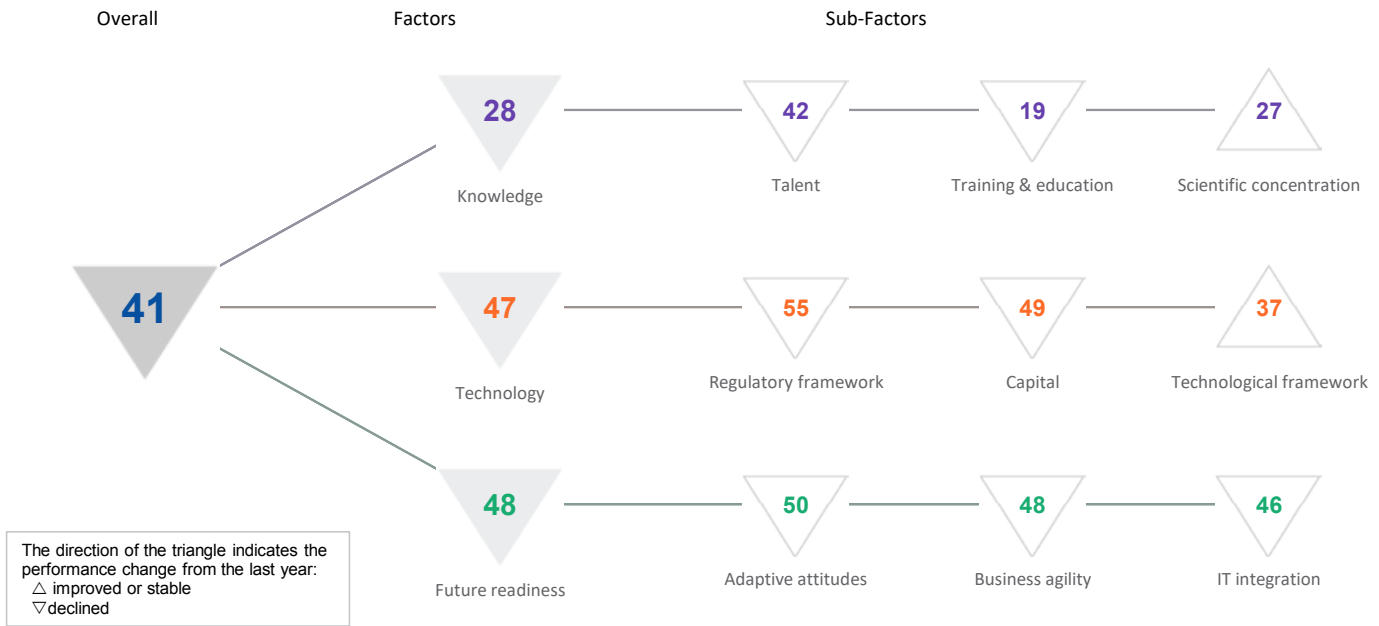 Overall
Factors
Sub-Factors
28
42
19
27
Knowledge
Talent
Training & education
Scientific concentration
41
47
55
49
37
Technology
Regulatory framework
Capital
Technological framework
48
50
48
46
Future readiness
Adaptive attitudes
Business agility
IT integration
The direction of the triangle indicates the
performance change from the last year:
△ improved or stable
▽declined